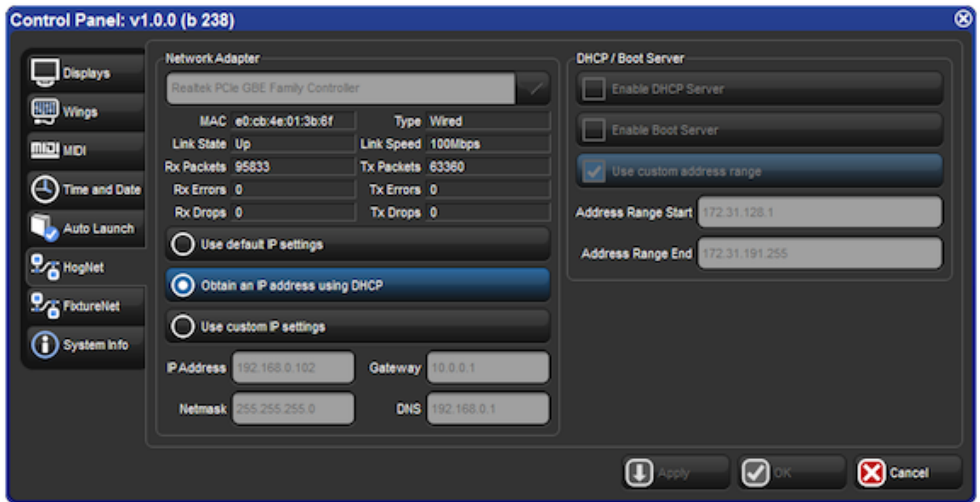 Control Panel: v1.0.0 (b 238)
Displays
Wings
MIDI
Time and Date
Auto Launch
HogNet
FixtureNet
System Info
Network Adapter
Realtek PCIe GBE Family Controller
MAC e0:cb:4e:01:3b:6f Type Wired
Link State Up Link Speed 100Mbps
Rx Packets 95833 Tx Packets 63360
Rx Errors 0 Tx Errors 0
Rx Drops 0 Tx Drops 0
Use default IP settings
Obtain an IP address using DHCP
Use custom IP settings
IP Address 192.168.0.102 Gateway 10.0.0.1
Netmask 255.255.255.0 DNS 192.168.0.1
DHCP / Boot Server
Enable DHCP Server
Enable Boot Server
Use custom address range
Address Range Start 172.31.128.1
Address Range End 172.31.191.255
Apply OK Cancel